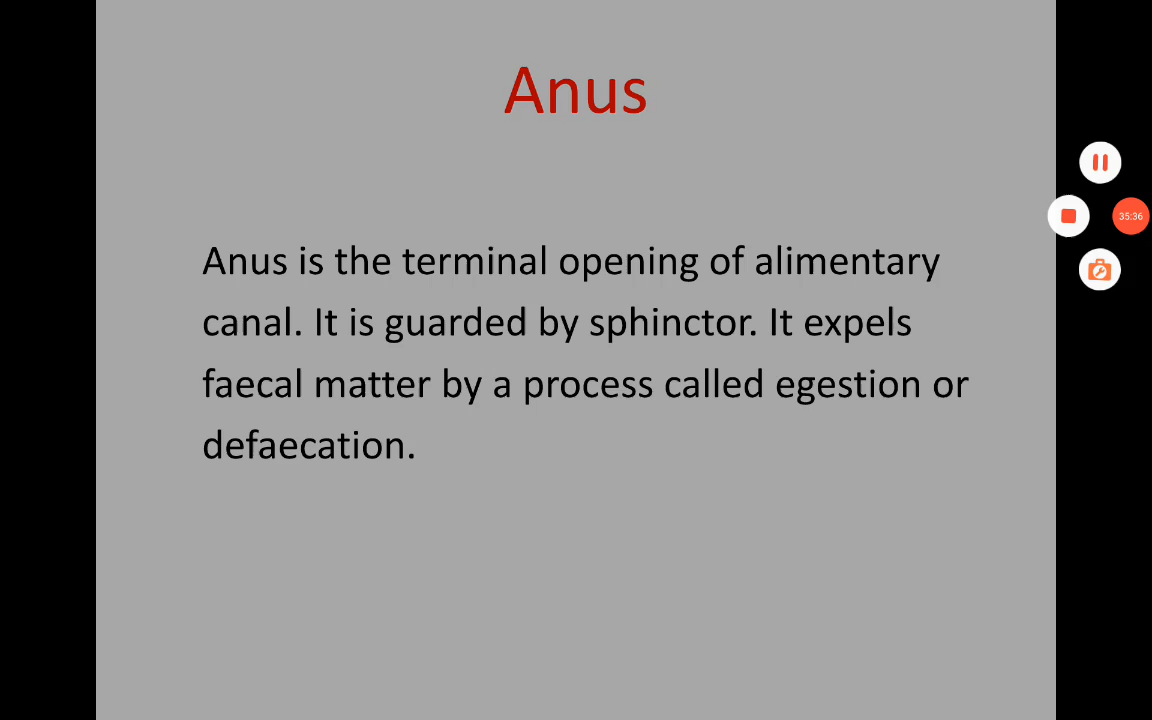 Anus
Anus is the terminal opening of alimentary
canal. It is guarded by sphinctor. It expels
faecal matter by a process called egestion or
defaecation.
35:36